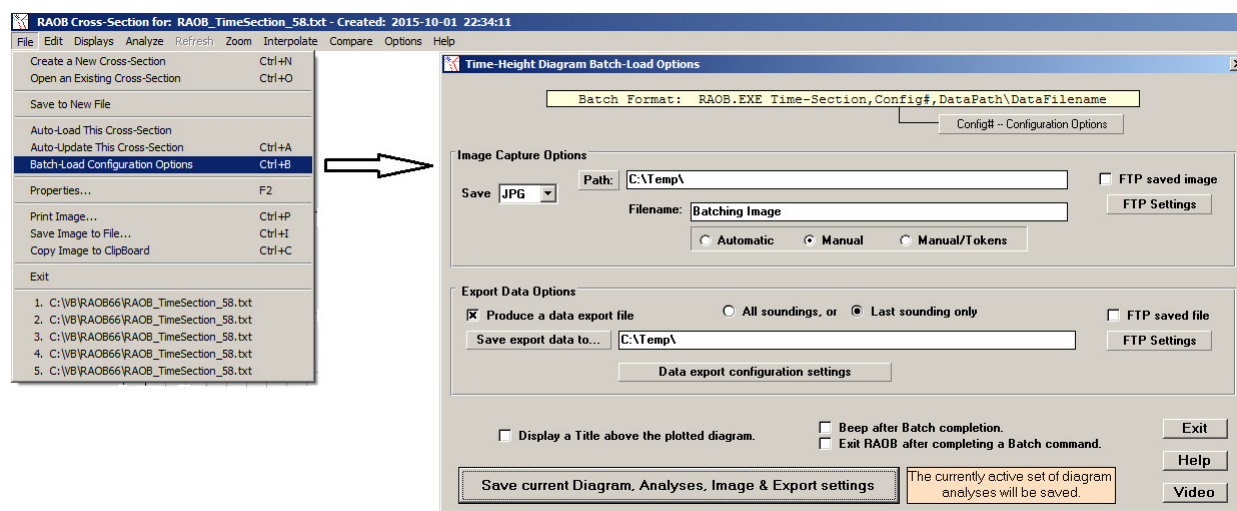 RAOB Cross-Section for: RAOB_TimeSection_58.txt - Created: 2015-10-01 22:34:11
File Edit Displays Analyze Refresh Zoom Interpolate Compare Options Help
Create a New Cross-Section Ctrl+N
Open an Existing Cross-Section Ctrl+O
Save to New File
Auto-Load This Cross-Section
Auto-Update This Cross-Section Ctrl+A
Batch-Load Configuration Options Ctrl+B
Properties... F2
Print Image... Ctrl+P
Save Image to File... Ctrl+I
Copy Image to ClipBoard Ctrl+C
Exit
1. C:\VB\RAOB66\RAOB_TimeSection_58.txt
2. C:\VB\RAOB66\RAOB_TimeSection_58.txt
3. C:\VB\RAOB66\RAOB_TimeSection_58.txt
4. C:\VB\RAOB66\RAOB_TimeSection_58.txt
5. C:\VB\RAOB66\RAOB_TimeSection_58.txt
Time-Height Diagram Batch-Load Options
Batch Format: RAOB.EXE Time-Section,Config#,DataPath\DataFilename
Config# -- Configuration Options
Image Capture Options
Save JPG Path: C:\Temp\ FTP saved image
Filename: Batching Image FTP Settings
Automatic Manual Manual/Tokens
Export Data Options
Produce a data export file All soundings, or Last sounding only FTP saved file
Save export data to... C:\Temp\ FTP Settings
Data export configuration settings
Display a Title above the plotted diagram.
Beep after Batch completion.
Exit RAOB after completing a Batch command.
Exit
Help
Video
Save current Diagram, Analyses, Image & Export settings
The currently active set of diagram
analyses will be saved.